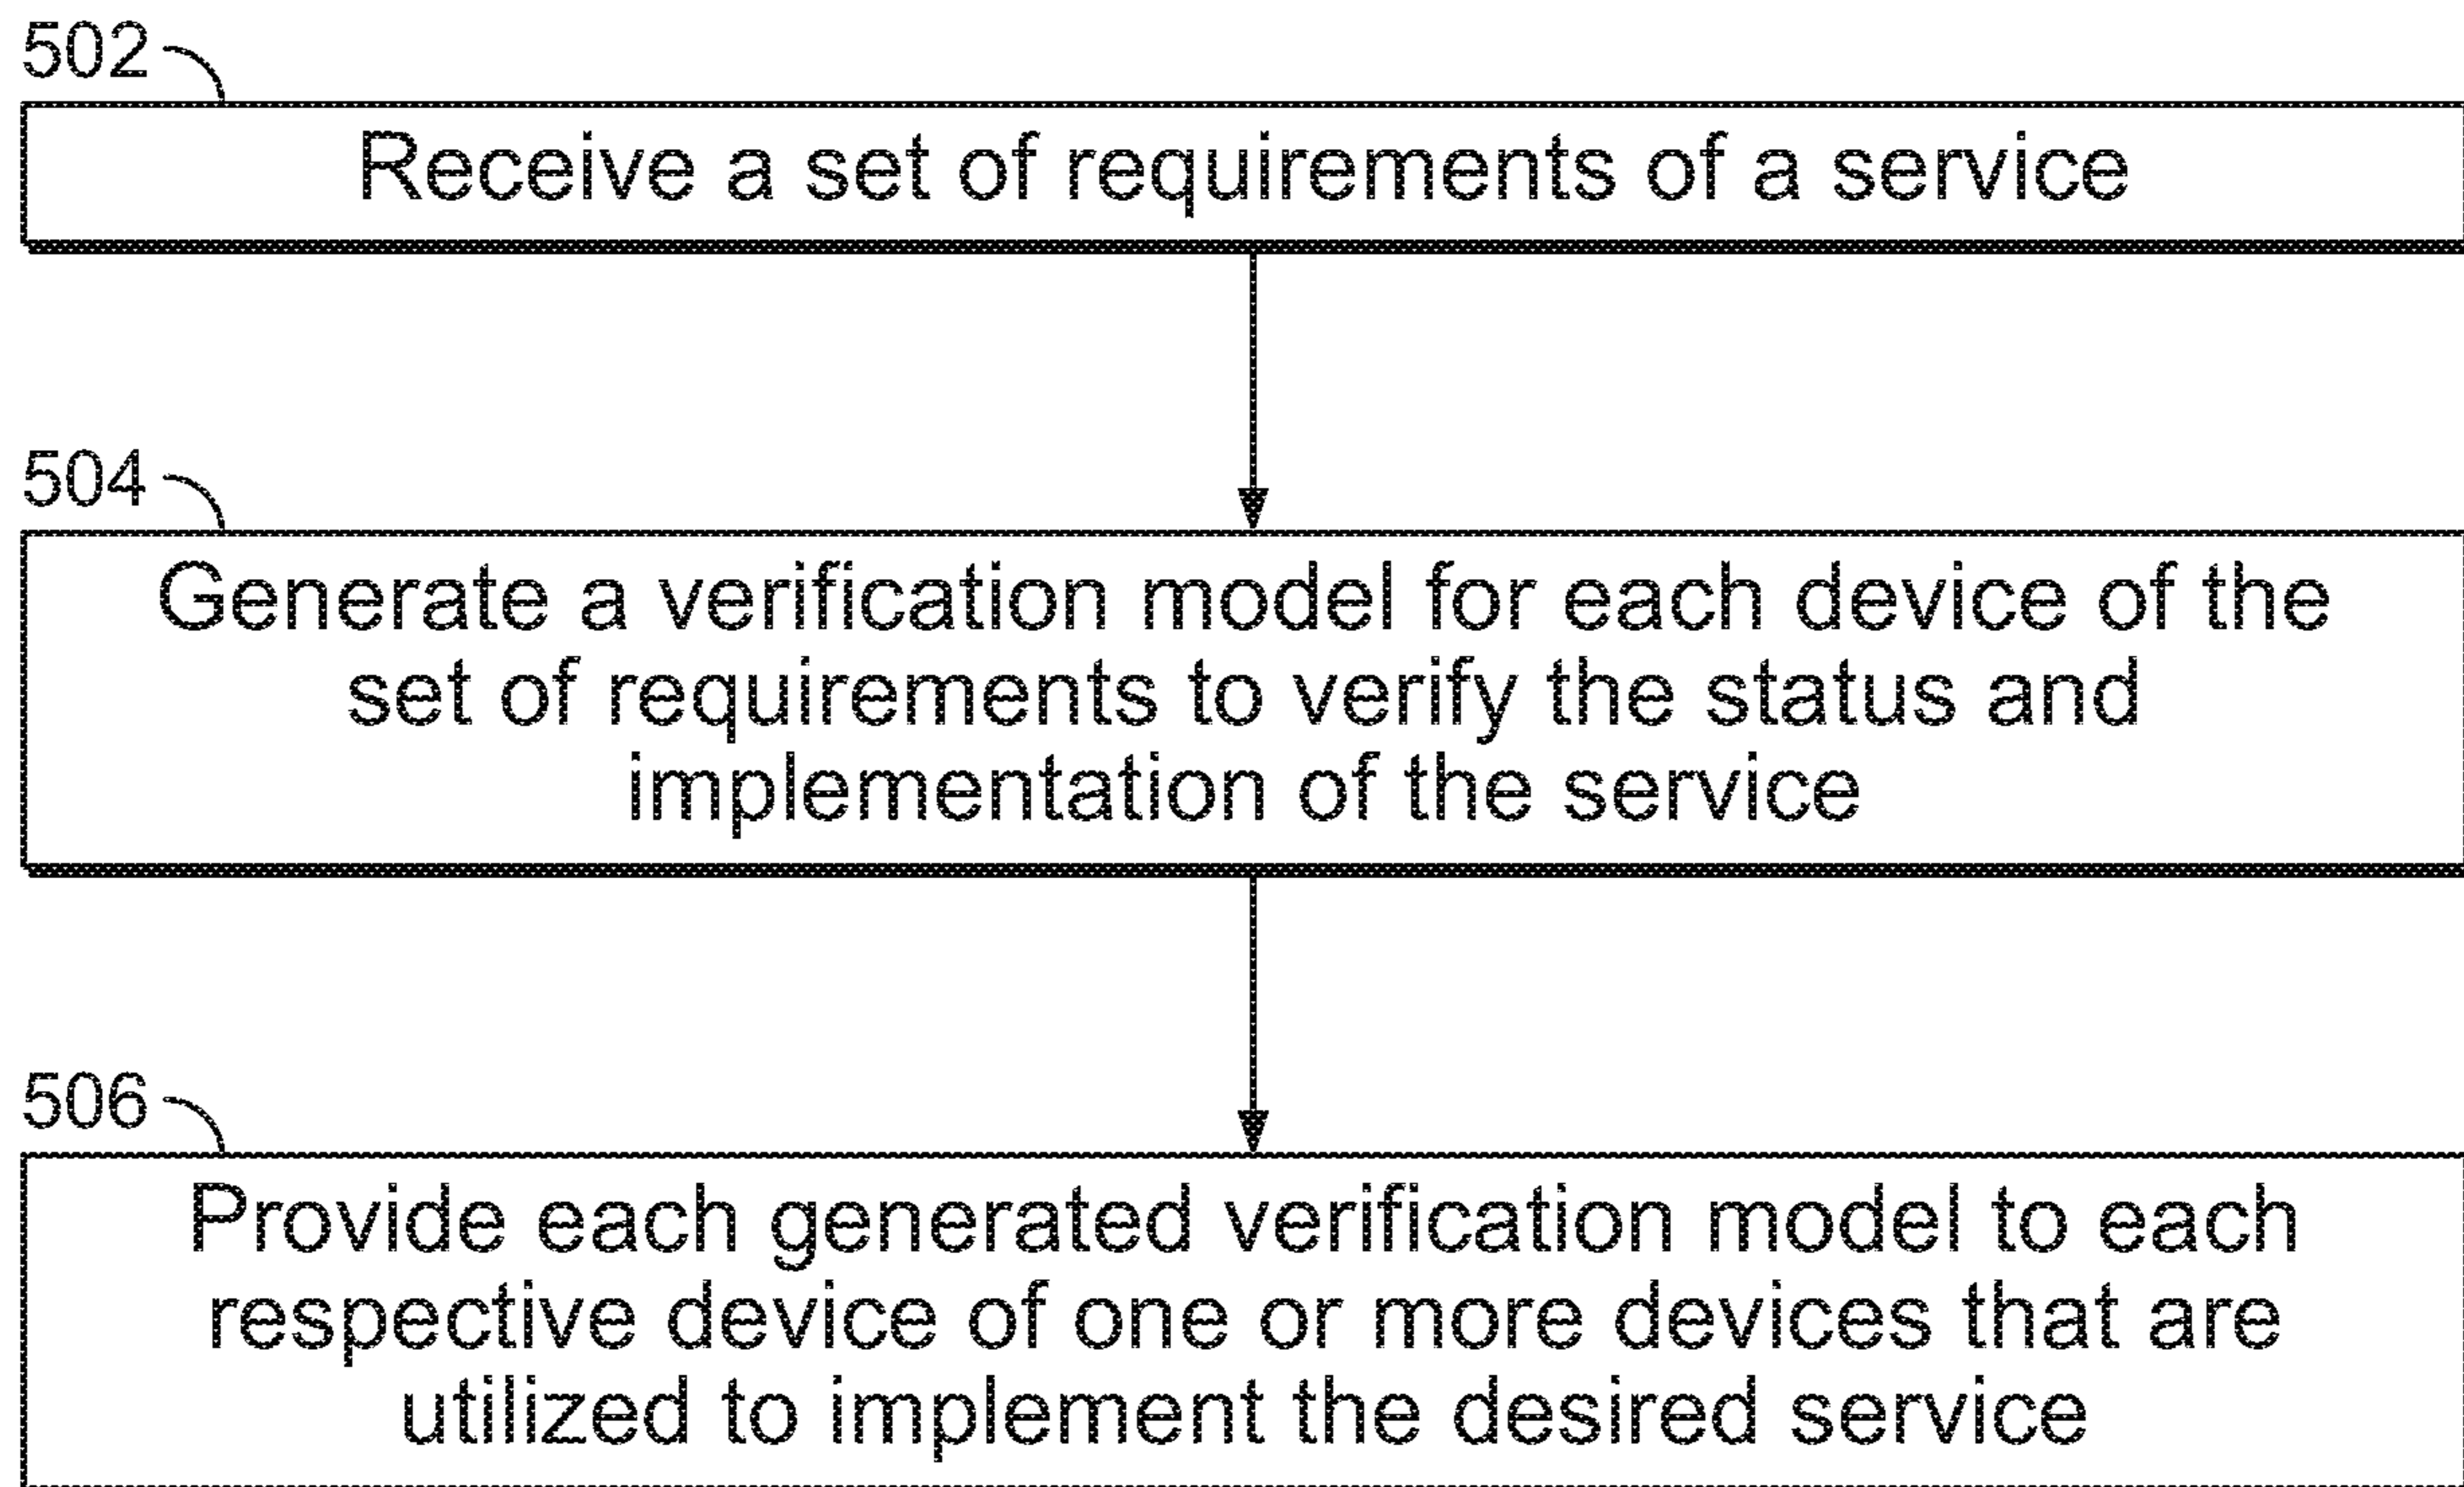 502
Receive a set of requirements of a service
504
Generate a verification model for each device of the
set of requirements to verify the status and
implementation of the service
506
Provide each generated verification model to each
respective device of one or more devices that are
utilized to implement the desired service